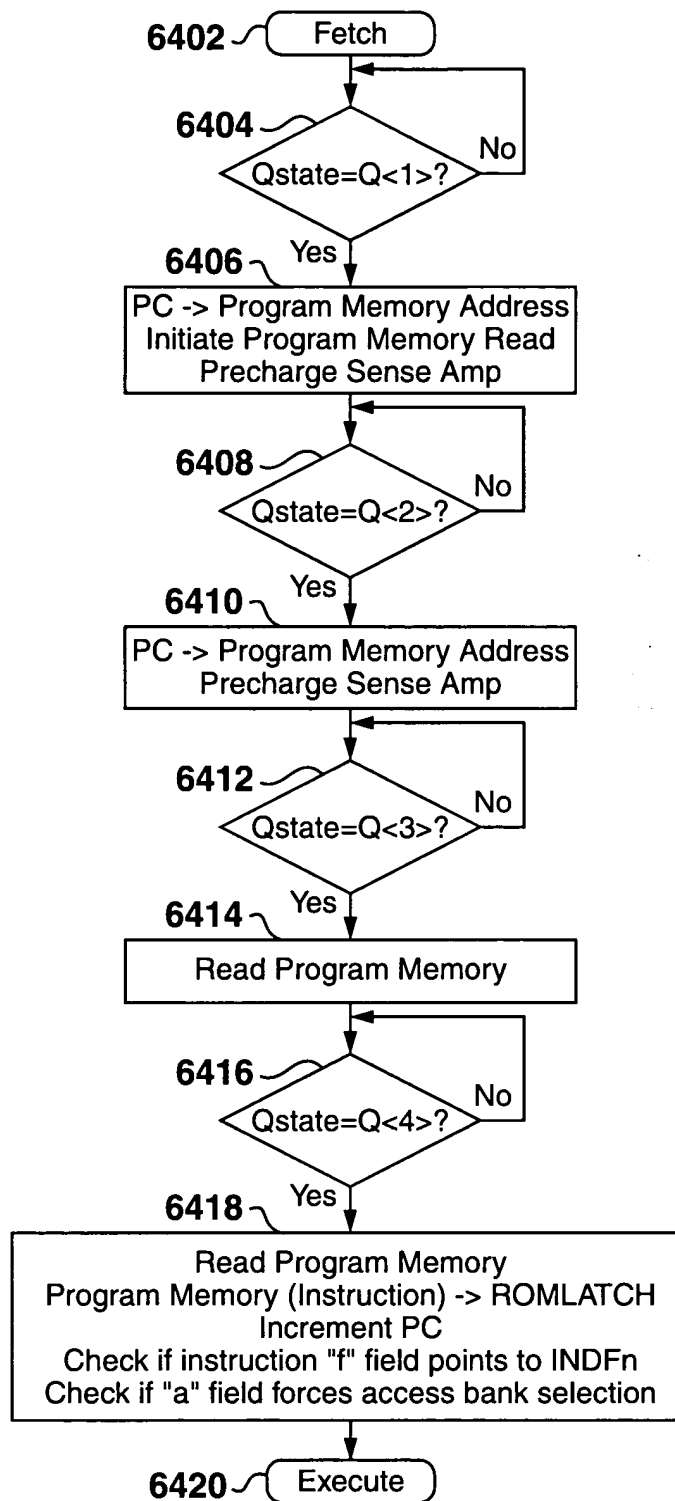 6402
Fetch
6404
Qstate=Q<1>?
No
Yes
6406
PC -> Program Memory Address
Initiate Program Memory Read
Precharge Sense Amp
6408
Qstate=Q<2>?
No
Yes
6410
PC -> Program Memory Address
Precharge Sense Amp
6412
Qstate=Q<3>?
No
Yes
6414
Read Program Memory
6416
Qstate=Q<4>?
No
Yes
6418
Read Program Memory
Program Memory (Instruction) -> ROMLATCH
Increment PC
Check if instruction "f" field points to INDFn
Check if "a" field forces access bank selection
6420
Execute